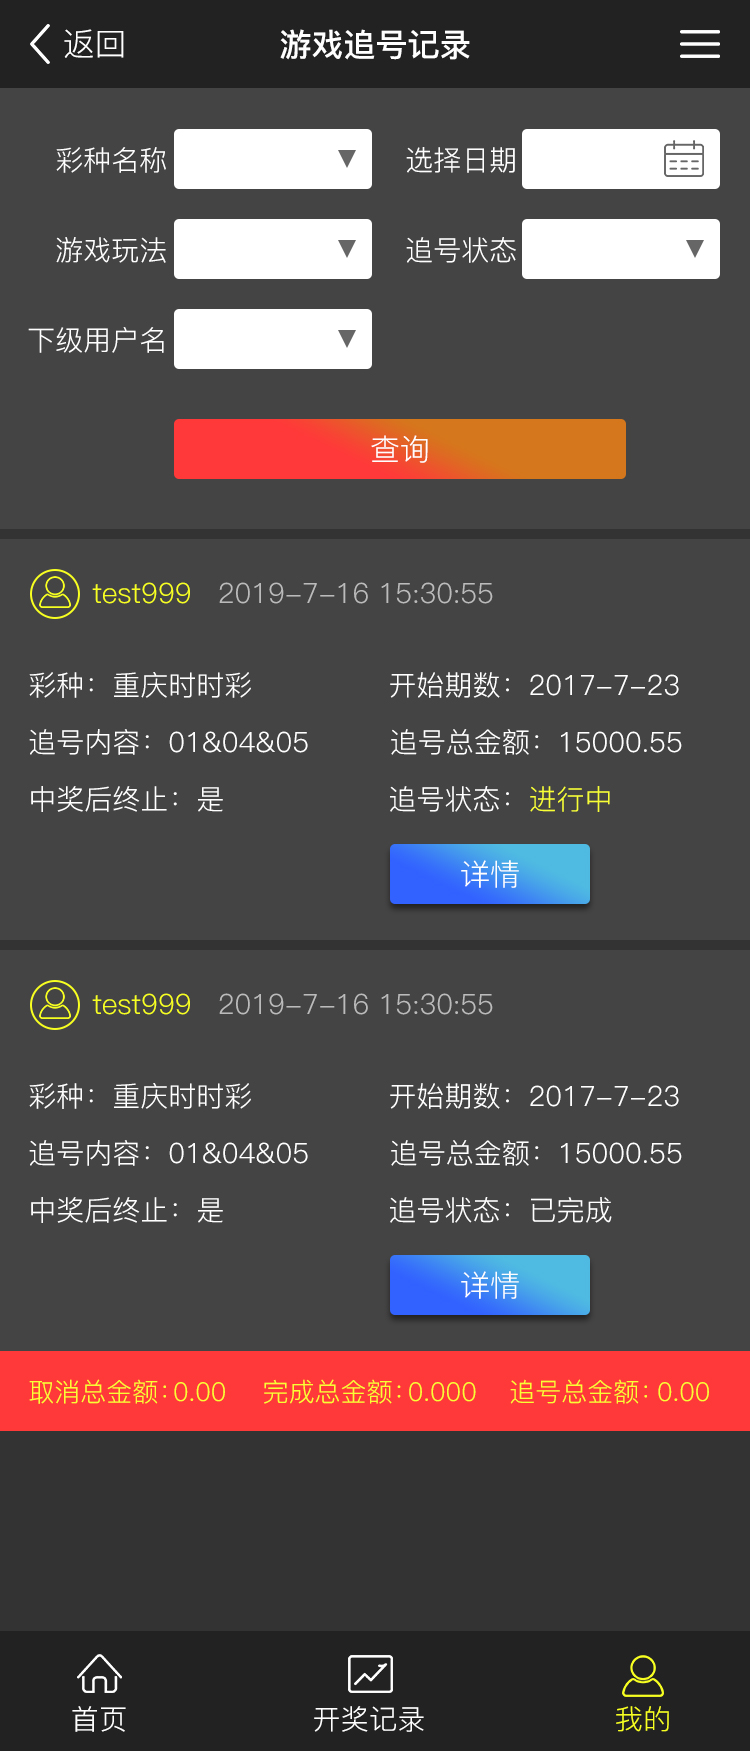 返回 游戏追号记录
彩种名称 选择日期
游戏玩法 追号状态
下级用户名
查询
test999 2019-7-16 15:30:55
彩种：重庆时时彩 开始期数：2017-7-23
追号内容：01&04&05 追号总金额：15000.55
中奖后终止：是 追号状态：进行中
详情
test999 2019-7-16 15:30:55
彩种：重庆时时彩 开始期数：2017-7-23
追号内容：01&04&05 追号总金额：15000.55
中奖后终止：是 追号状态：已完成
详情
取消总金额:0.00 完成总金额:0.000 追号总金额: 0.00
首页 开奖记录 我的